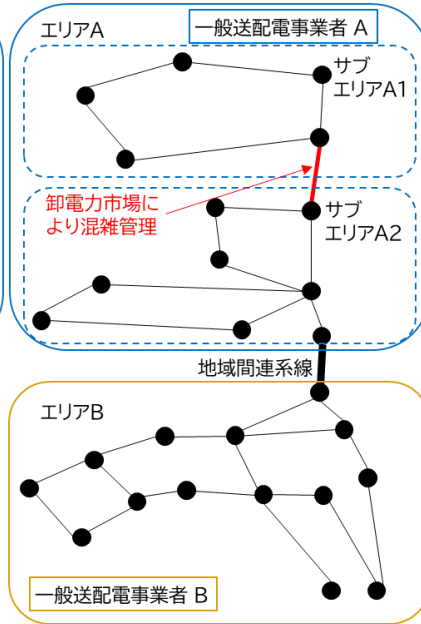 エリアA
一般送配電事業者 A
サブ
エリアA1
卸電力市場に
より混雑管理
サブ
エリアA2
地域間連系線
エリアB
一般送配電事業者 B